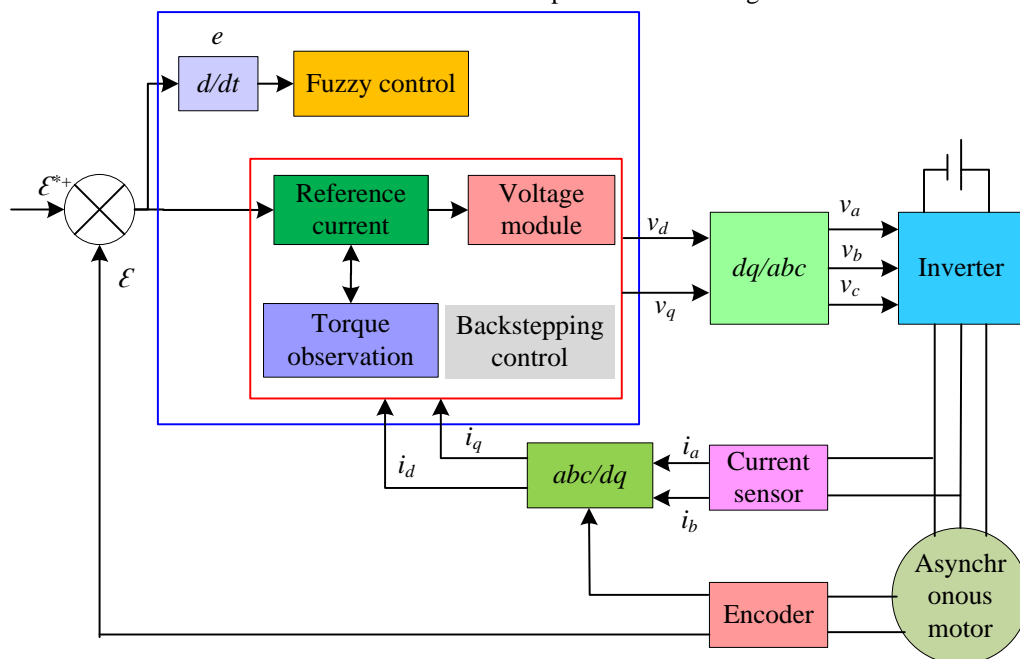 e
d/dt
Fuzzy control
ℰ*+
Reference
current
Voltage
module
ℰ
Torque
observation
Backstepping
control
v_d
v_q
dq/abc
v_a
v_b
v_c
Inverter
i_q
i_d
abc/dq
i_a
i_b
Current
sensor
Encoder
Asynchr
onous
motor